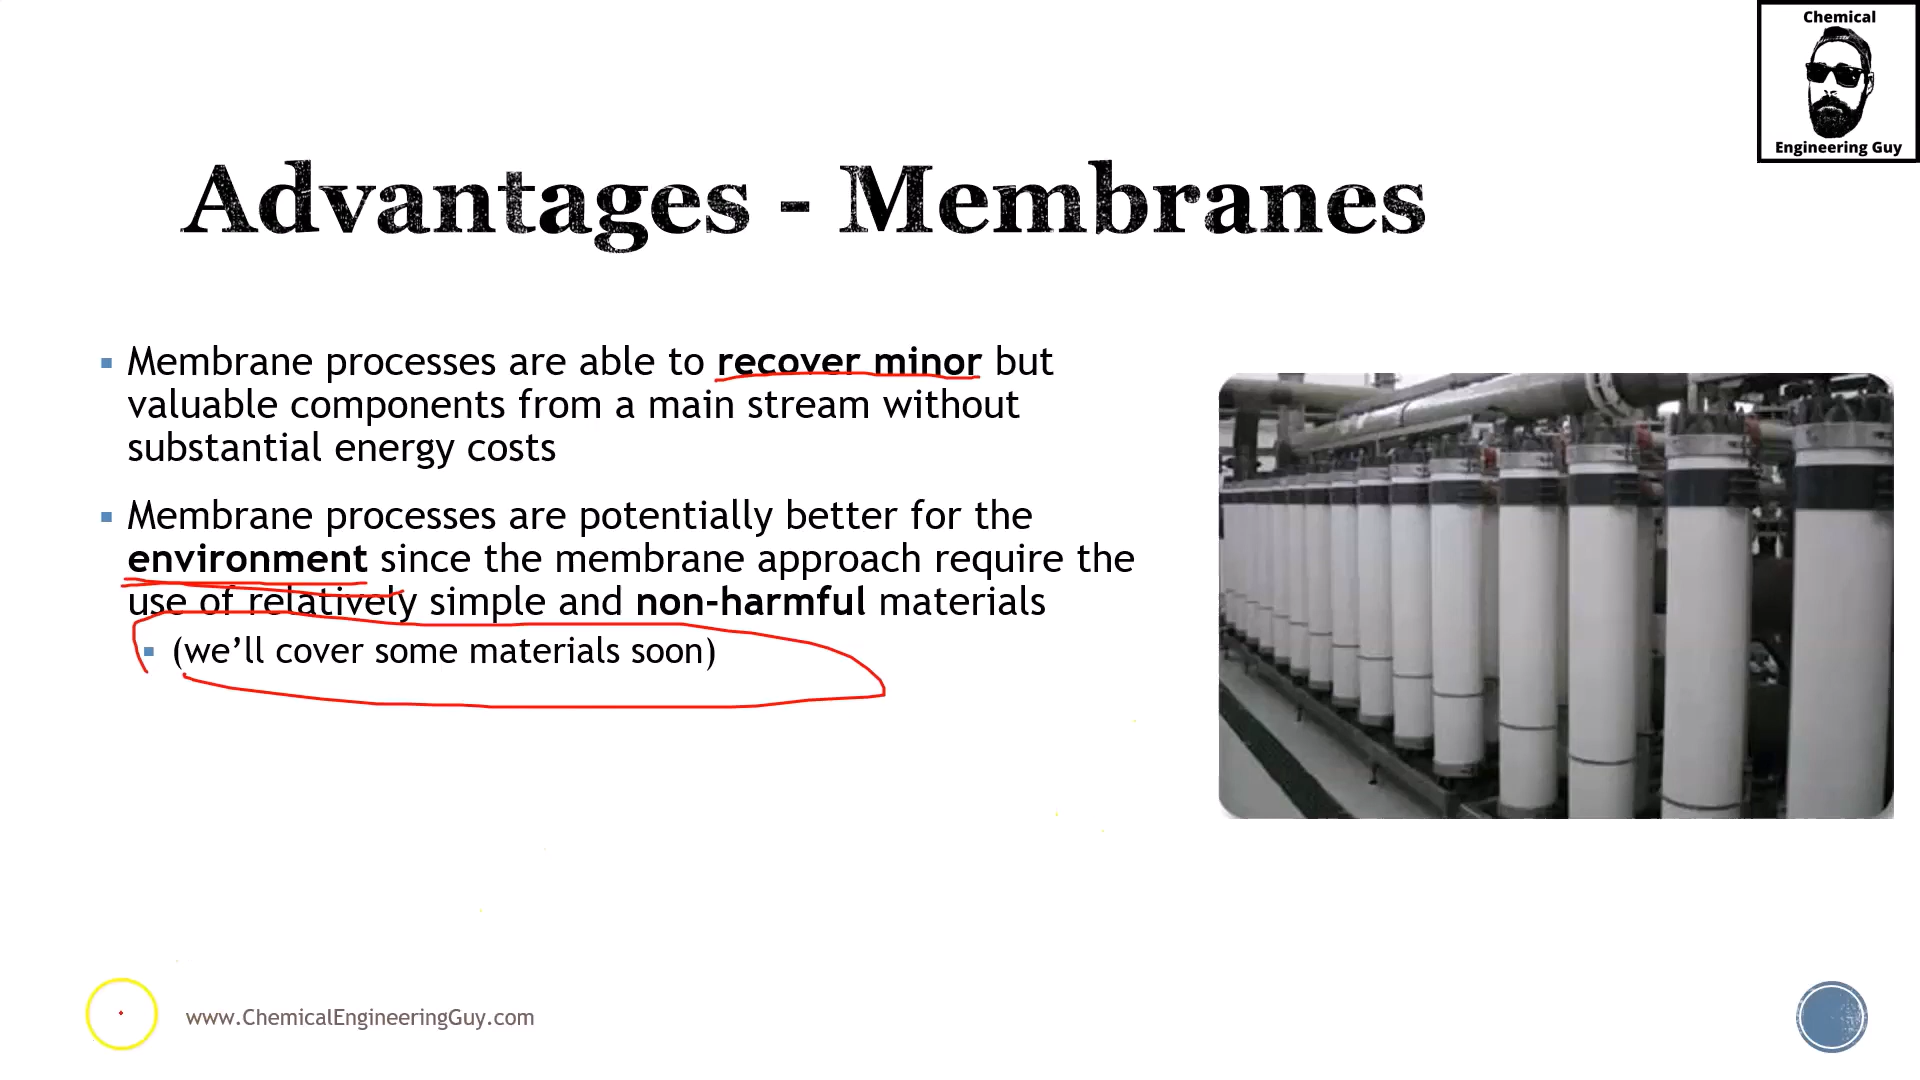 Chemical
Engineering Guy
Advantages - Membranes
Membrane processes are able to recover minor but
valuable components from a main stream without
substantial energy costs
Membrane processes are potentially better for the
environment since the membrane approach require the
use of relatively simple and non-harmful materials
(we’ll cover some materials soon)
www.ChemicalEngineeringGuy.com